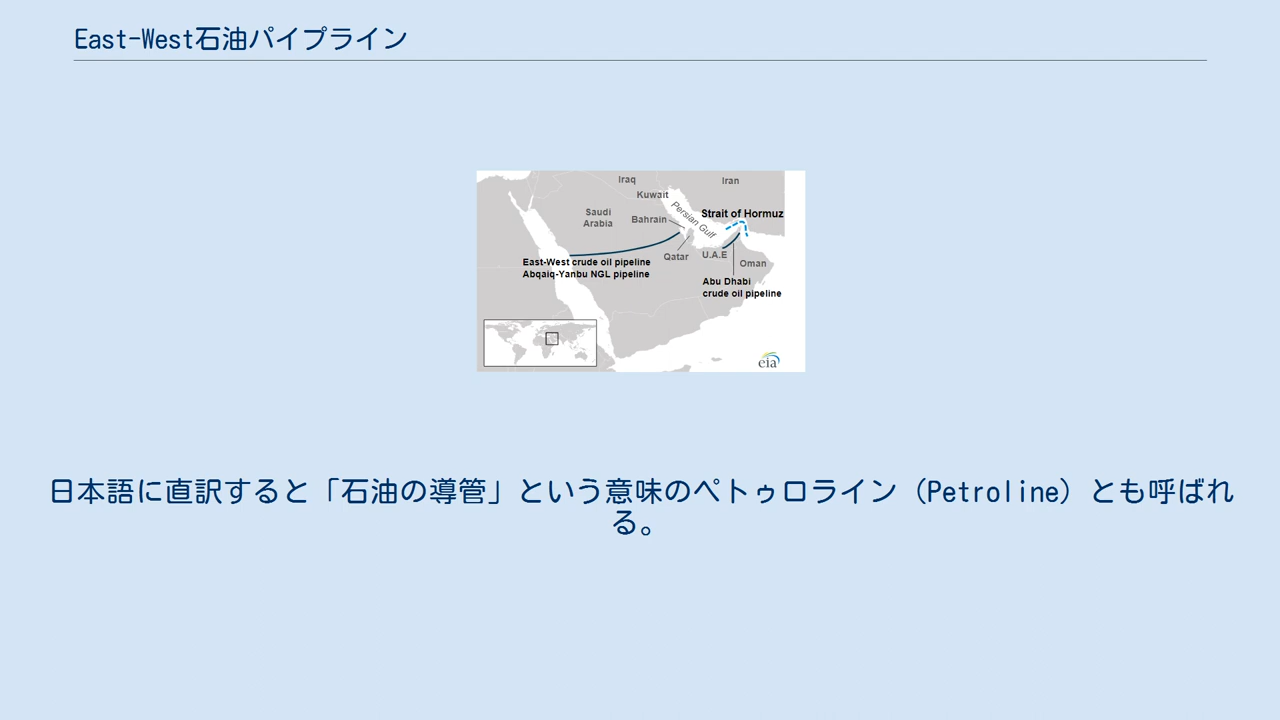 East-West石油パイプライン
Iraq
Iran
Kuwait
Persian Gulf
Strait of Hormuz
Saudi
Arabia
Bahrain
Qatar
U.A.E
Oman
East-West crude oil pipeline
Abqaiq-Yanbu NGL pipeline
Abu Dhabi
crude oil pipeline
eia
日本語に直訳すると「石油の導管」という意味のペトゥロライン（Petroline）とも呼ばれ
る。